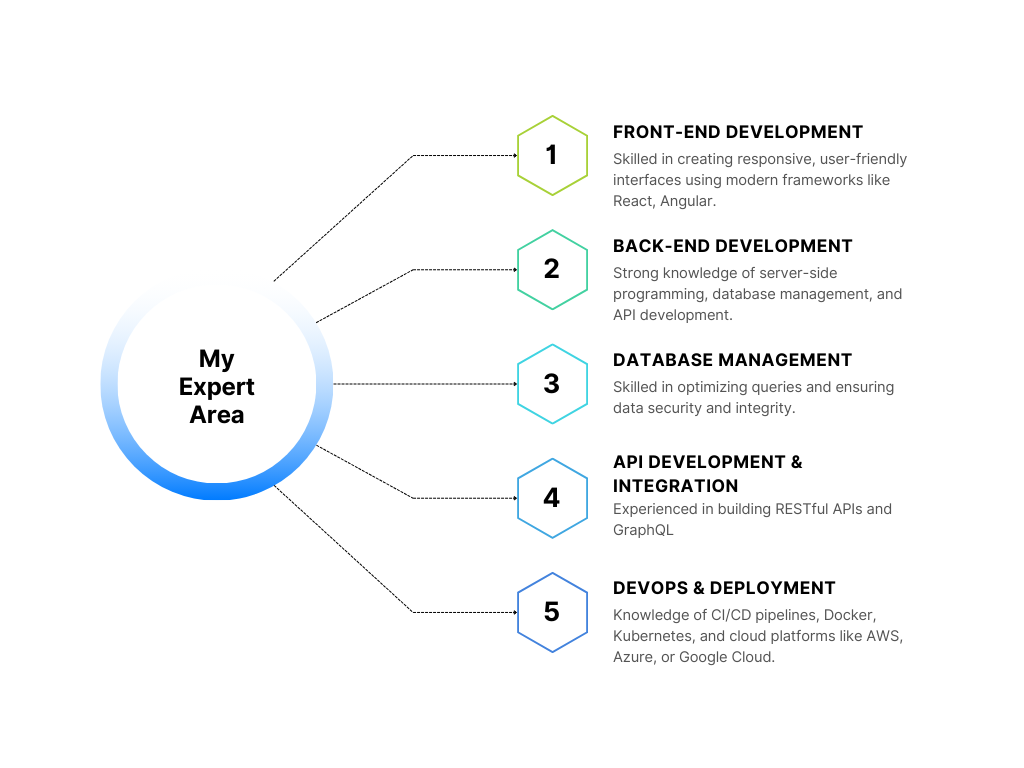 My
Expert
Area
1
FRONT-END DEVELOPMENT
Skilled in creating responsive, user-friendly
interfaces using modern frameworks like
React, Angular.
2
BACK-END DEVELOPMENT
Strong knowledge of server-side
programming, database management, and
API development.
3
DATABASE MANAGEMENT
Skilled in optimizing queries and ensuring
data security and integrity.
4
API DEVELOPMENT &
INTEGRATION
Experienced in building RESTful APIs and
GraphQL
5
DEVOPS & DEPLOYMENT
Knowledge of CI/CD pipelines, Docker,
Kubernetes, and cloud platforms like AWS,
Azure, or Google Cloud.